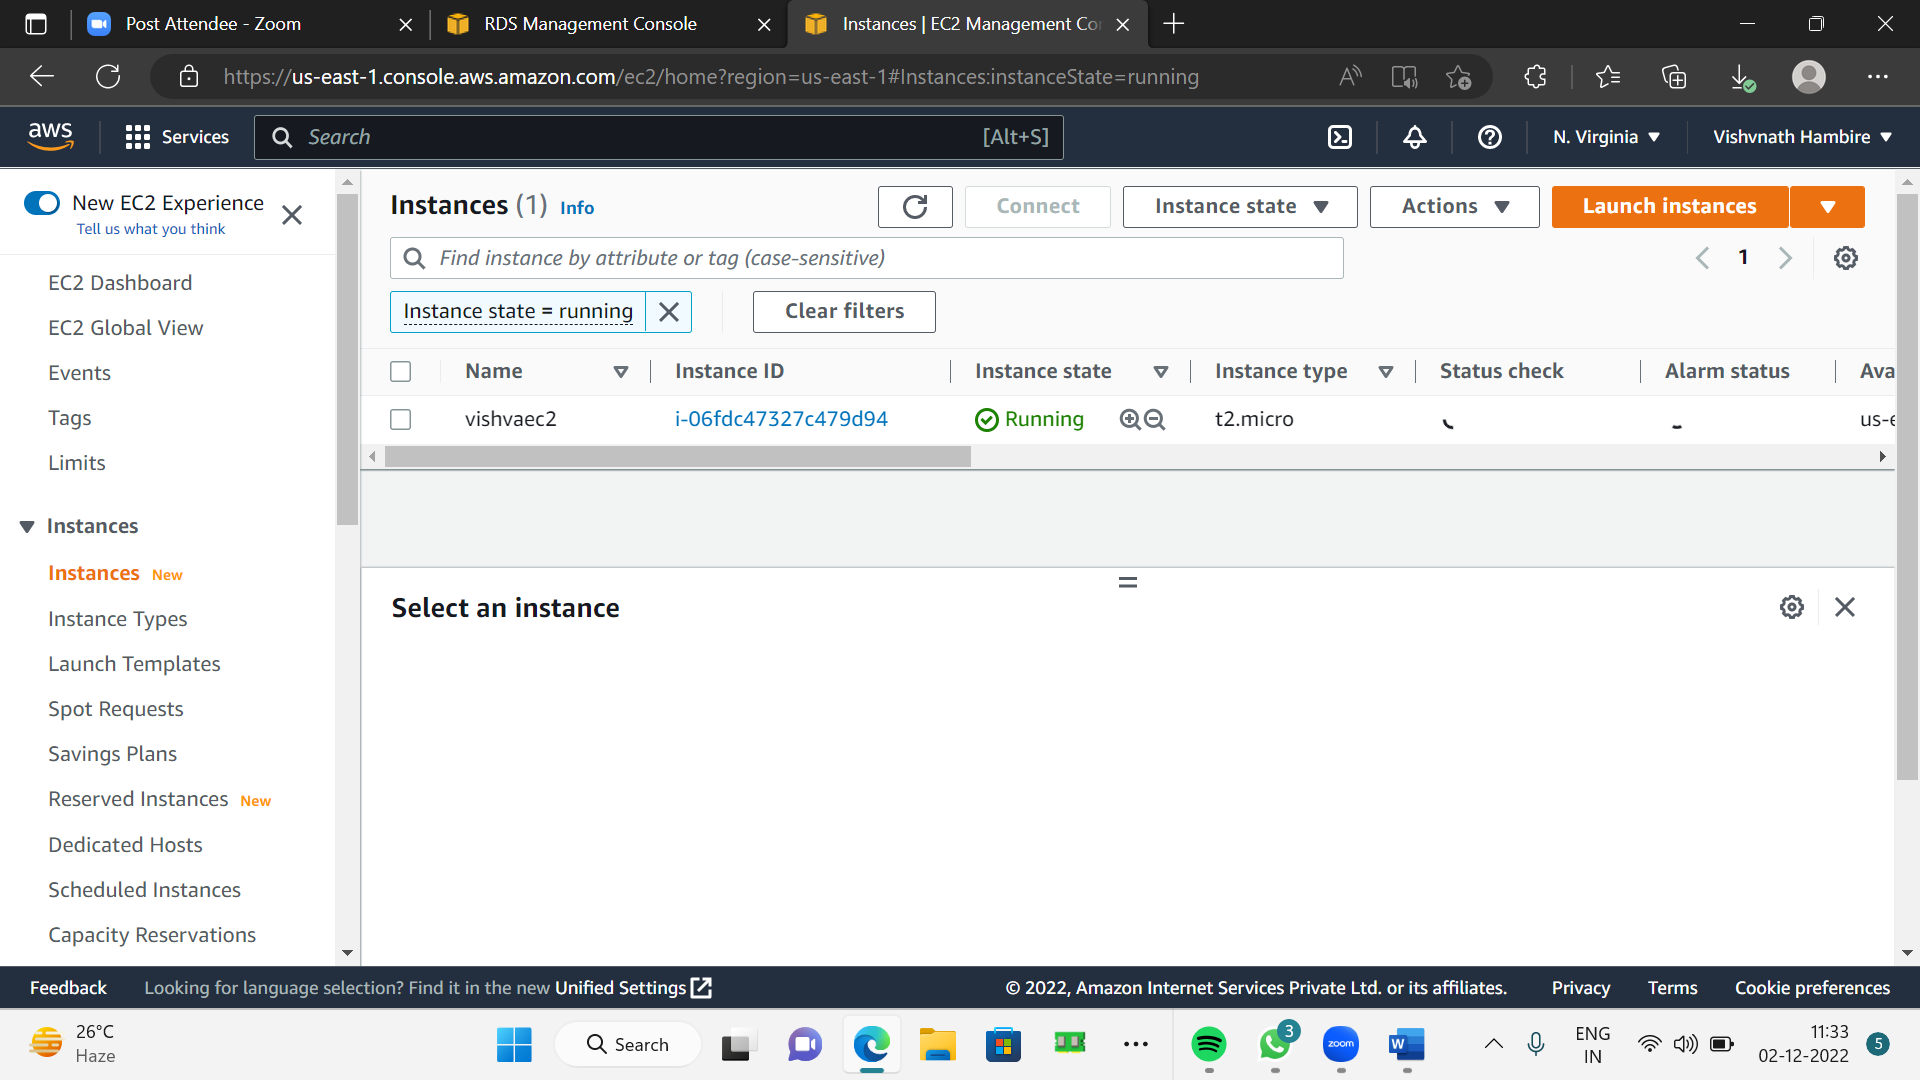 Post Attendee - Zoom
RDS Management Console
Instances | EC2 Management Co
https://us-east-1.console.aws.amazon.com/ec2/home?region=us-east-1#Instances:instanceState=running
aws
Services
Search
[Alt+S]
N. Virginia
Vishvnath Hambire
New EC2 Experience
Tell us what you think
EC2 Dashboard
EC2 Global View
Events
Tags
Limits
Instances
Instances New
Instance Types
Launch Templates
Spot Requests
Savings Plans
Reserved Instances New
Dedicated Hosts
Scheduled Instances
Capacity Reservations
Instances (1) Info
Connect
Instance state
Actions
Launch instances
Find instance by attribute or tag (case-sensitive)
1
Instance state = running
Clear filters
Name Instance ID Instance state Instance type Status check Alarm status Ava
vishvaec2 i-06fdc47327c479d94 Running t2.micro us-e
Select an instance
Feedback Looking for language selection? Find it in the new Unified Settings © 2022, Amazon Internet Services Private Ltd. or its affiliates. Privacy Terms Cookie preferences
26°C
Haze
Search
3
zoom
W
ENG
IN
11:33
02-12-2022
5